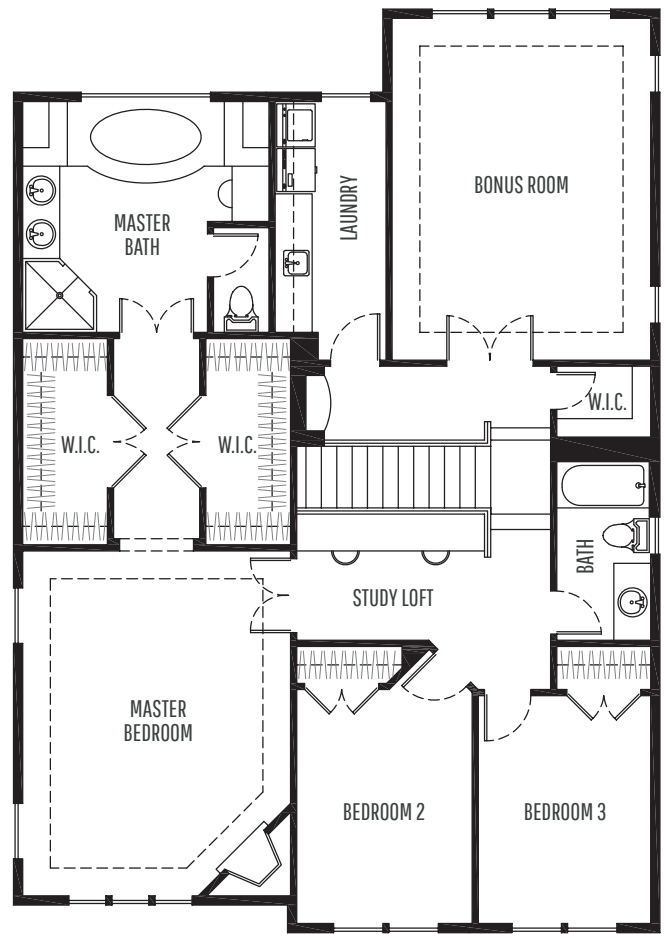 BONUS ROOM
LAUNDRY
MASTER
BATH
W.I.C.
W.I.C.
W.I.C.
BATH
STUDY LOFT
MASTER
BEDROOM
BEDROOM 2
BEDROOM 3